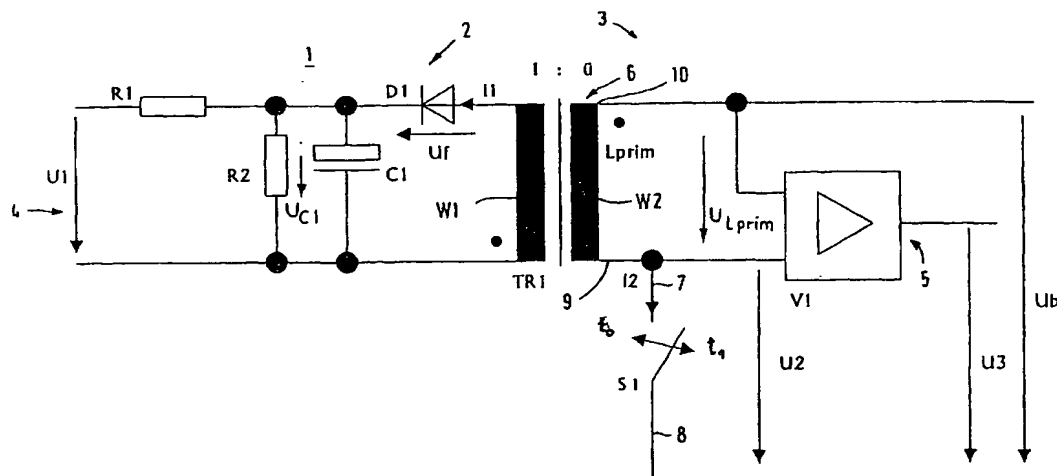 1
2
3
1 : a
6
10
R1
D1
I1
Uf
Lprim
U1
4
R2
UC1
C1
W1
W2
ULprim
TR1
9
I2
7
V1
5
Ub
t0
t1
S1
8
U2
U3